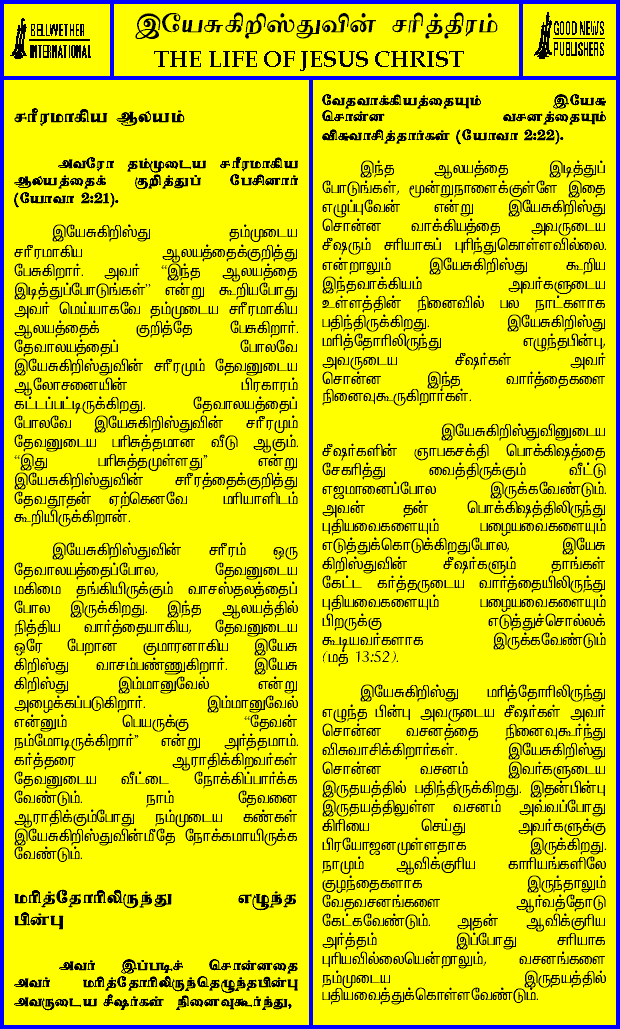 BELLWETHER
INTERNATIONAL
இயேசுகிறிஸ்துவின் சரித்திரம்
THE LIFE OF JESUS CHRIST
GOOD NEWS
PUBLISHERS
சரீரமாகிய ஆலயம்
அவரோ தம்முடைய சரீரமாகிய
ஆலயத்தைக் குறித்துப் பேசினார்
(யோவா 2:21).
இயேசுகிறிஸ்து தம்முடைய
சரீரமாகிய ஆலயத்தைக்குறித்து
பேசுகிறார். அவர் “இந்த ஆலயத்தை
இடித்துப்போடுங்கள்” என்று கூறியபோது
அவர் மெய்யாகவே தம்முடைய சரீரமாகிய
ஆலயத்தைக் குறித்தே பேசுகிறார்.
தேவாலயத்தைப் போலவே
இயேசுகிறிஸ்துவின் சரீரமும் தேவனுடைய
ஆலோசனையின் பிரகாரம்
கட்டப்பட்டிருக்கிறது. தேவாலயத்தைப்
போலவே இயேசுகிறிஸ்துவின் சரீரமும்
தேவனுடைய பரிசுத்தமான வீடு ஆகும்.
“இது பரிசுத்தமுள்ளது” என்று
இயேசுகிறிஸ்துவின் சரீரத்தைக்குறித்து
தேவதூதன் ஏற்கெனவே மரியாளிடம்
கூறியிருக்கிறான்.
இயேசுகிறிஸ்துவின் சரீரம் ஒரு
தேவாலயத்தைப்போல, தேவனுடைய
மகிமை தங்கியிருக்கும் வாசஸ்தலத்தைப்
போல இருக்கிறது. இந்த ஆலயத்தில்
நித்திய வார்த்தையாகிய, தேவனுடைய
ஒரே பேறான குமாரனாகிய இயேசு
கிறிஸ்து வாசம்பண்ணுகிறார். இயேசு
கிறிஸ்து இம்மானுவேல் என்று
அழைக்கப்படுகிறார். இம்மானுவேல்
என்னும் பெயருக்கு “தேவன்
நம்மோடிருக்கிறார்” என்று அர்த்தமாம்.
கர்த்தரை ஆராதிக்கிறவர்கள்
தேவனுடைய வீட்டை நோக்கிப்பார்க்க
வேண்டும். நாம் தேவனை
ஆராதிக்கும்போது நம்முடைய கண்கள்
இயேசுகிறிஸ்துவின்மீதே நோக்கமாயிருக்க
வேண்டும்.
மரித்தோரிலிருந்து எழுந்த
பின்பு
அவர் இப்படிச் சொன்னதை
அவர் மரித்தோரிலிருந்தெழுந்தபின்பு
அவருடைய சீஷர்கள் நினைவுகூர்ந்து,
வேதவாக்கியத்தையும் இயேசு
சொன்ன வசனத்தையும்
விசுவாசித்தார்கள் (யோவா 2:22).
இந்த ஆலயத்தை இடித்துப்
போடுங்கள், மூன்றுநாளைக்குள்ளே இதை
எழுப்புவேன் என்று இயேசுகிறிஸ்து
சொன்ன வாக்கியத்தை அவருடைய
சீஷரும் சரியாகப் புரிந்துகொள்ளவில்லை.
என்றாலும் இயேசுகிறிஸ்து கூறிய
இந்தவாக்கியம் அவர்களுடைய
உள்ளத்தின் நினைவில் பல நாட்களாக
பதிந்திருக்கிறது. இயேசுகிறிஸ்து
மரித்தோரிலிருந்து எழுந்தபின்பு,
அவருடைய சீஷர்கள் அவர்
சொன்ன இந்த வார்த்தைகளை
நினைவுகூருகிறார்கள்.
இயேசுகிறிஸ்துவினுடைய
சீஷர்களின் ஞாபகசக்தி பொக்கிஷத்தை
சேகரித்து வைத்திருக்கும் வீட்டு
எஜமானைப்போல இருக்கவேண்டும்.
அவன் தன் பொக்கிஷத்திலிருந்து
புதியவைகளையும் பழையவைகளையும்
எடுத்துக்கொடுக்கிறதுபோல, இயேசு
கிறிஸ்துவின் சீஷர்களும் தாங்கள்
கேட்ட கர்த்தருடைய வார்த்தையிலிருந்து
புதியவைகளையும் பழையவைகளையும்
பிறருக்கு எடுத்துச்சொல்லக்
கூடியவர்களாக இருக்கவேண்டும்
(மத் 13:52).
இயேசுகிறிஸ்து மரித்தோரிலிருந்து
எழுந்த பின்பு அவருடைய சீஷர்கள் அவர்
சொன்ன வசனத்தை நினைவுகூர்ந்து
விசுவாசிக்கிறார்கள். இயேசுகிறிஸ்து
சொன்ன வசனம் இவர்களுடைய
இருதயத்தில் பதிந்திருக்கிறது. இதன்பின்பு
இருதயத்திலுள்ள வசனம் அவ்வப்போது
கிரியை செய்து அவர்களுக்கு
பிரயோஜனமுள்ளதாக இருக்கிறது.
நாமும் ஆவிக்குரிய காரியங்களிலே
குழந்தைகளாக இருந்தாலும்
வேதவசனங்களை ஆர்வத்தோடு
கேட்கவேண்டும். அதன் ஆவிக்குரிய
அர்த்தம் இப்போது சரியாக
புரியவில்லையென்றாலும், வசனங்களை
நம்முடைய இருதயத்தில்
பதியவைத்துக்கொள்ளவேண்டும்.